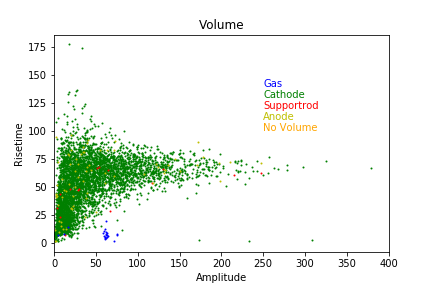 Volume
175
150
125
100
75
50
25
0
Risetime
Gas
Cathode
Supportrod
Anode
No Volume
0 50 100 150 200 250 300 350 400
Amplitude